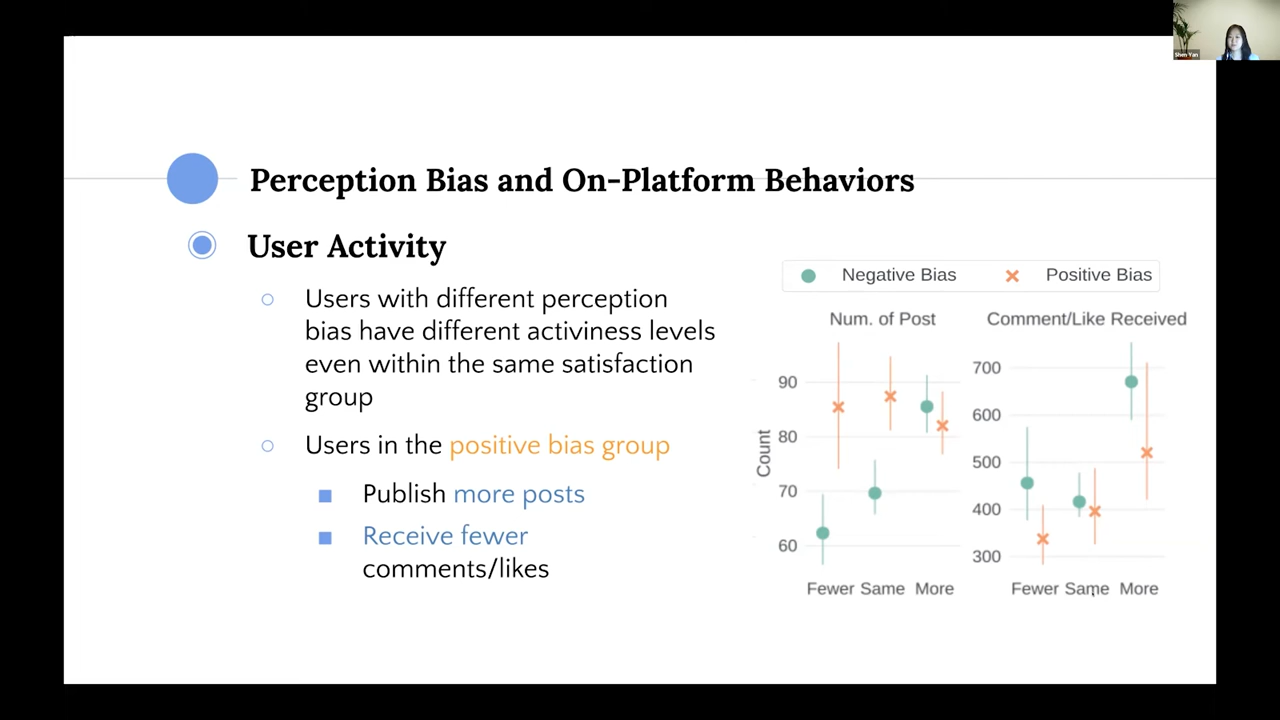 Shen Yan
Perception Bias and On-Platform Behaviors
User Activity
Users with different perception
bias have different activiness levels
even within the same satisfaction
group
Users in the positive bias group
Publish more posts
Receive fewer
comments/likes
Negative Bias Positive Bias
Num. of Post
Count
90
80
70
60
Fewer Same More
Comment/Like Received
700
600
500
400
300
Fewer Same More